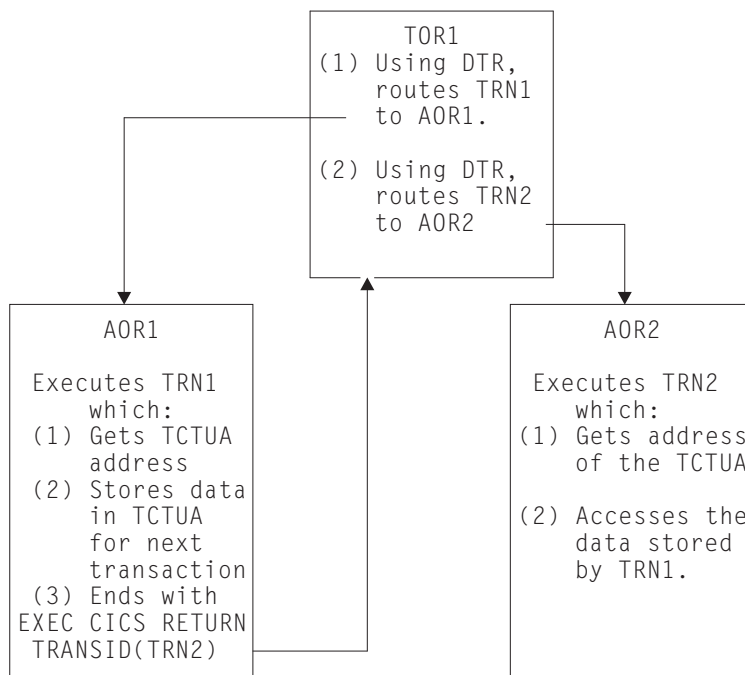 TOR1
(1) Using DTR,
routes TRN1
to AOR1.
(2) Using DTR,
routes TRN2
to AOR2
AOR1
Executes TRN1
which:
(1) Gets TCTUA
address
(2) Stores data
in TCTUA
for next
transaction
(3) Ends with
EXEC CICS RETURN
TRANSID(TRN2)
AOR2
Executes TRN2
which:
(1) Gets address
of the TCTUA
(2) Accesses the
data stored
by TRN1.